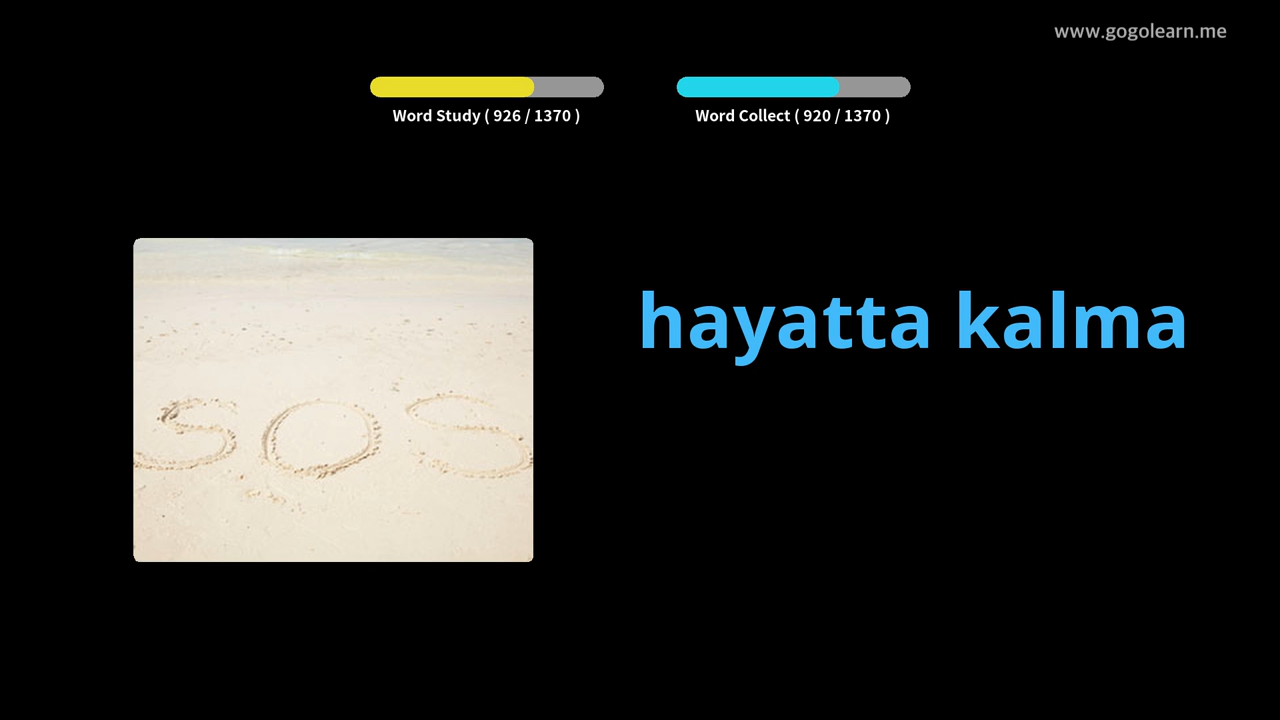 www.gogolearn.me
Word Study ( 926 / 1370 )
Word Collect ( 920 / 1370 )
hayatta kalma
SOS